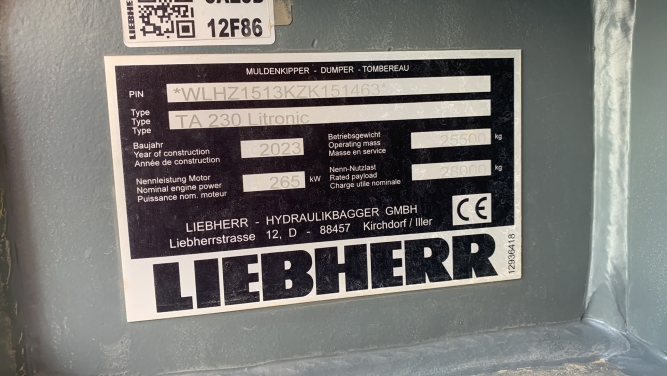 LIEBHERR
12F86
MULDENKIPPER - DUMPER - TOMBEREAU
PIN *WLHZ1513KZK151463*
Type
Type TA 230 Litronic
Type
Baujahr
Year of construction 2023
Année de construction
Betriebsgewicht
Operating mass 25500 kg
Masse en service
Nennleistung Motor
Nominal engine power 265 kW
Puissance nom. moteur
Nenn-Nutzlast
Rated payload 28000 kg
Charge utile nominale
LIEBHERR - HYDRAULIKBAGGER GMBH
Liebherrstrasse 12, D - 88457 Kirchdorf / Iller
CE
LIEBHERR
12936418